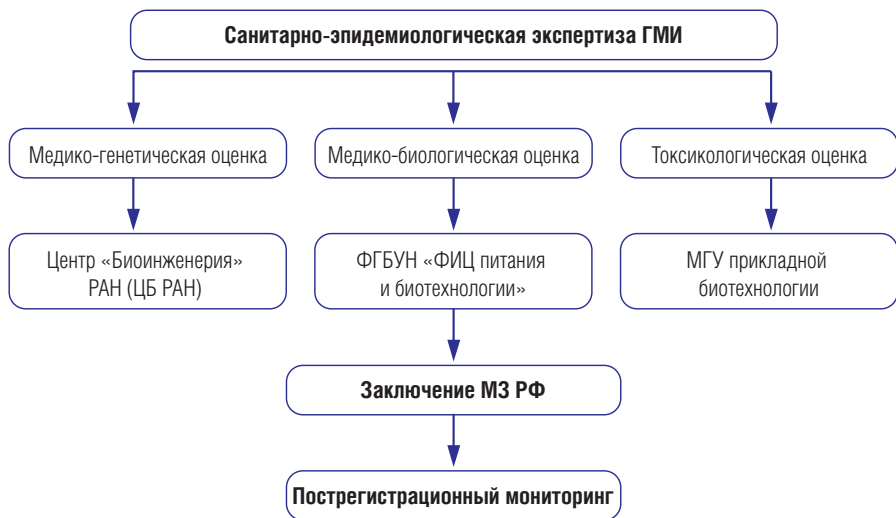 Санитарно-эпидемиологическая экспертиза ГМИ
Медико-генетическая оценка
Медико-биологическая оценка
Токсикологическая оценка
Центр «Биоинженерия»
РАН (ЦБ РАН)
ФГБУН «ФИЦ питания
и биотехнологии»
МГУ прикладной
биотехнологии
Заключение МЗ РФ
Пострегистрационный мониторинг